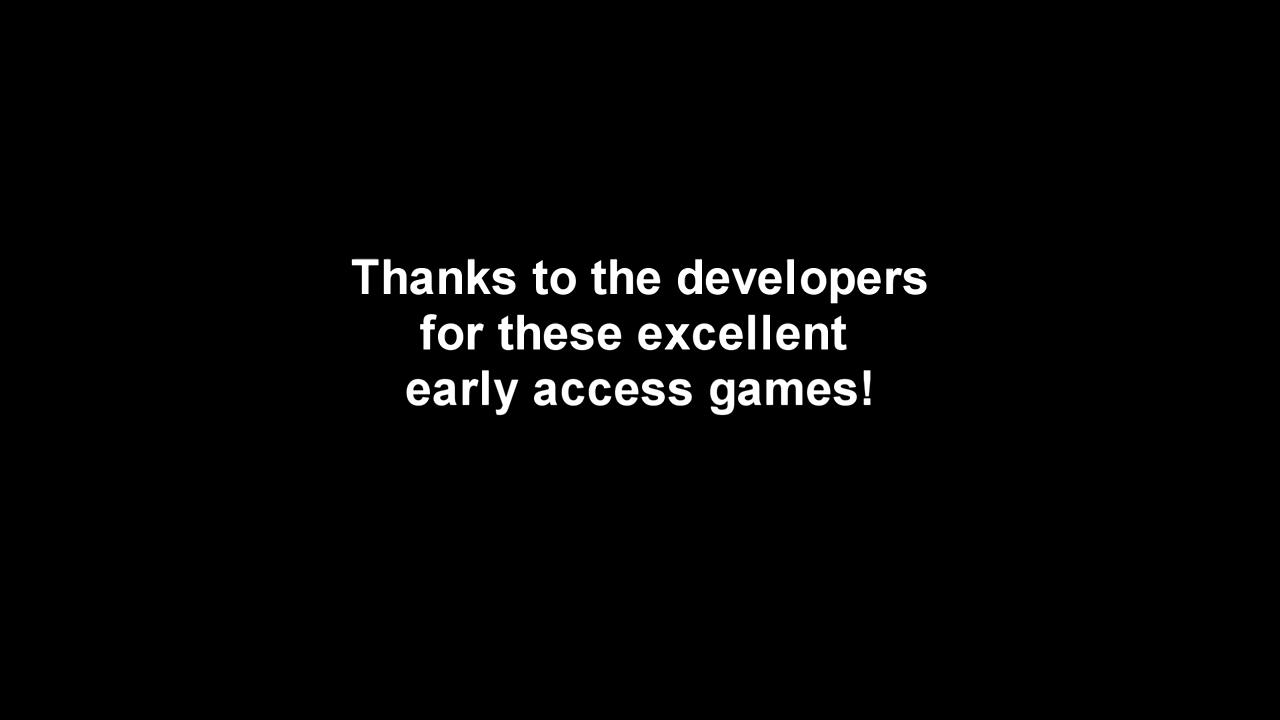 Thanks to the developers
for these excellent
early access games!